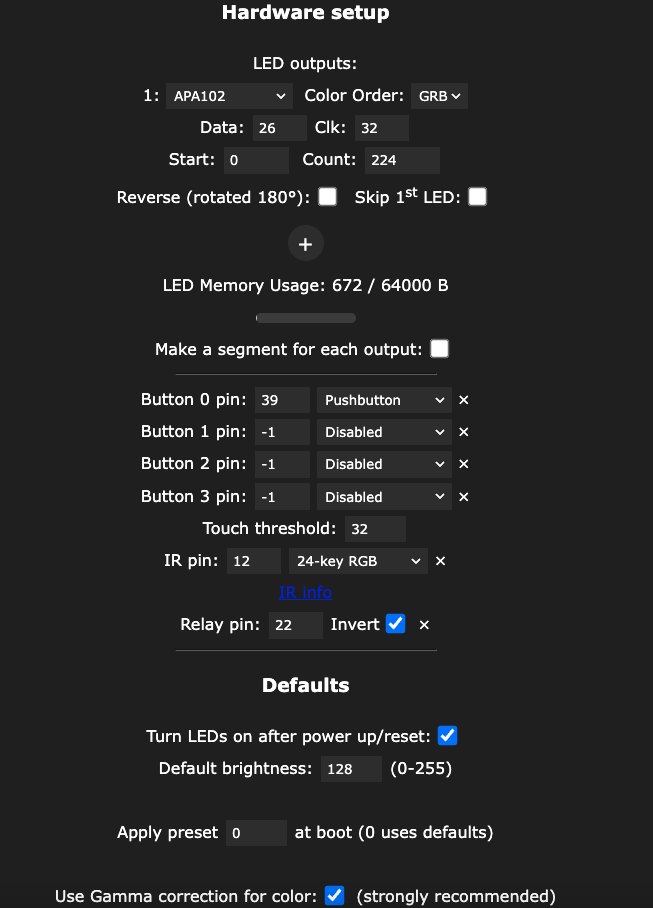 Hardware setup
LED outputs:
1: APA102 Color Order: GRB
Data: 26 Clk: 32
Start: 0 Count: 224
Reverse (rotated 180°): Skip 1st LED:
+
LED Memory Usage: 672 / 64000 B
Make a segment for each output:
Button 0 pin: 39 Pushbutton ×
Button 1 pin: -1 Disabled ×
Button 2 pin: -1 Disabled ×
Button 3 pin: -1 Disabled ×
Touch threshold: 32
IR pin: 12 24-key RGB ×
IR info
Relay pin: 22 Invert ×
Defaults
Turn LEDs on after power up/reset:
Default brightness: 128 (0-255)
Apply preset 0 at boot (0 uses defaults)
Use Gamma correction for color: (strongly recommended)